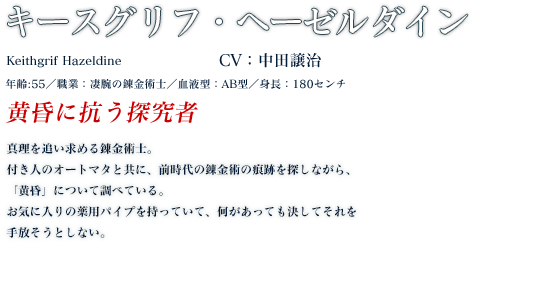 キースグリフ・ヘーゼルダイン
Keithgrif Hazeldine CV：中田譲治
年齢:55／職業：凄腕の錬金術士／血液型：AB型／身長：180センチ
黄昏に抗う探究者
真理を追い求める錬金術士。
付き人のオートマタと共に、前時代の錬金術の痕跡を探しながら、
「黄昏」について調べている。
お気に入りの薬用パイプを持っていて、何があっても決してそれを
手放そうとしない。